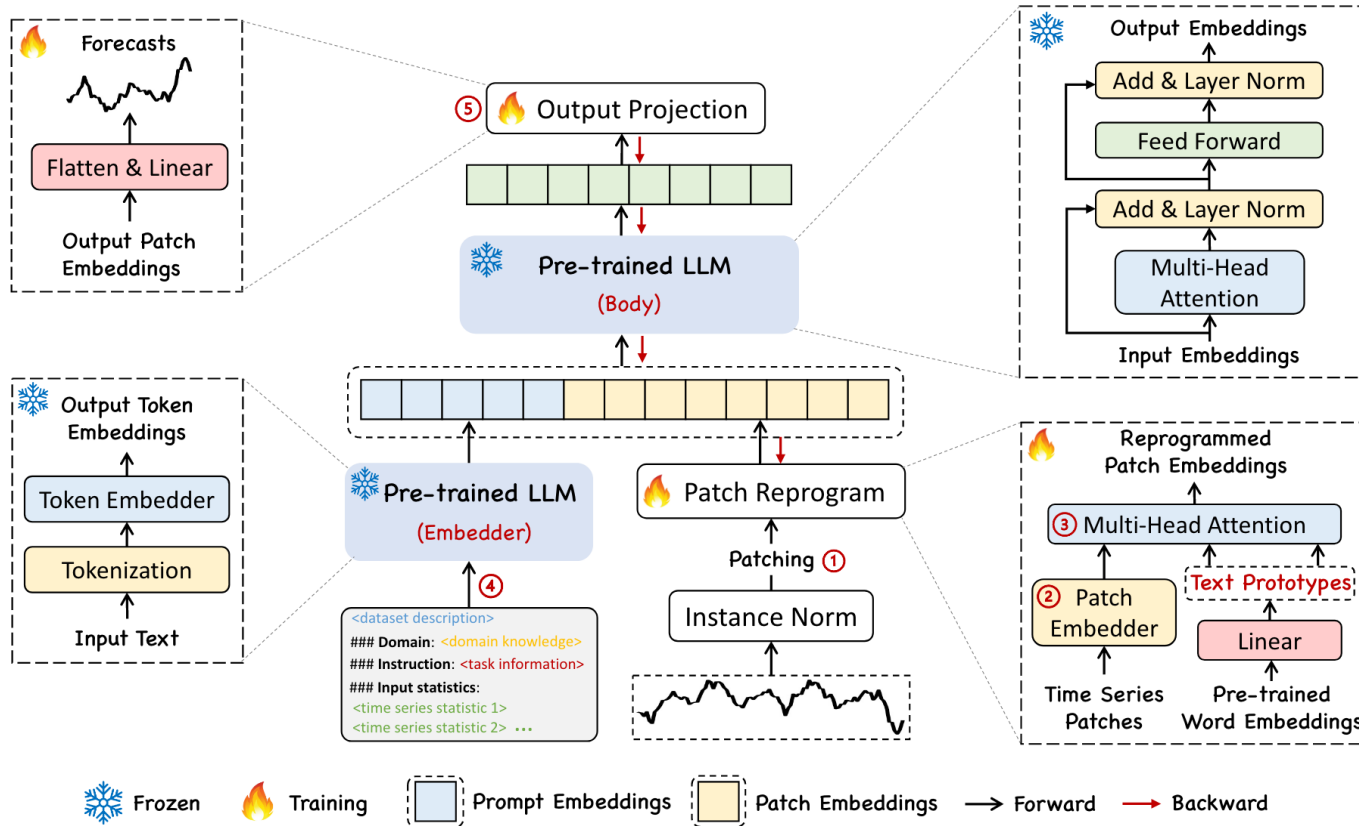 Forecasts
Flatten & Linear
Output Patch
Embeddings
⑤
Output Projection
Pre-trained LLM
(Body)
Output Embeddings
Add & Layer Norm
Feed Forward
Add & Layer Norm
Multi-Head
Attention
Input Embeddings
Output Token
Embeddings
Token Embedder
Tokenization
Input Text
Pre-trained LLM
(Embedder)
④
<dataset description>
### Domain: <domain knowledge>
### Instruction: <task information>
### Input statistics:
<time series statistic 1>
<time series statistic 2> ...
Patch Reprogram
Patching ①
Instance Norm
Reprogrammed
Patch Embeddings
③ Multi-Head Attention
② Patch
Embedder
Text Prototypes
Linear
Time Series
Patches
Pre-trained
Word Embeddings
Frozen
Training
Prompt Embeddings
Patch Embeddings
Forward
Backward